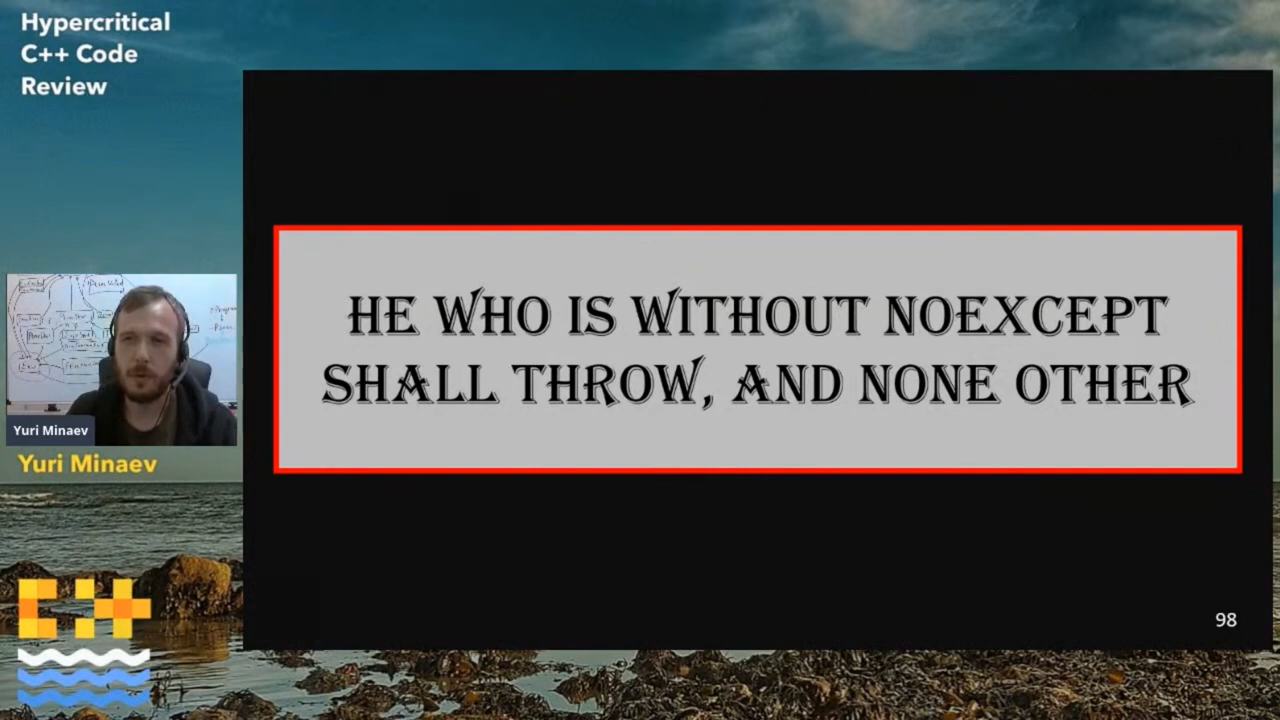 Hypercritical
C++ Code
Review
HE WHO IS WITHOUT NOEXCEPT
SHALL THROW, AND NONE OTHER
Yuri Minaev
Yuri Minaev
98